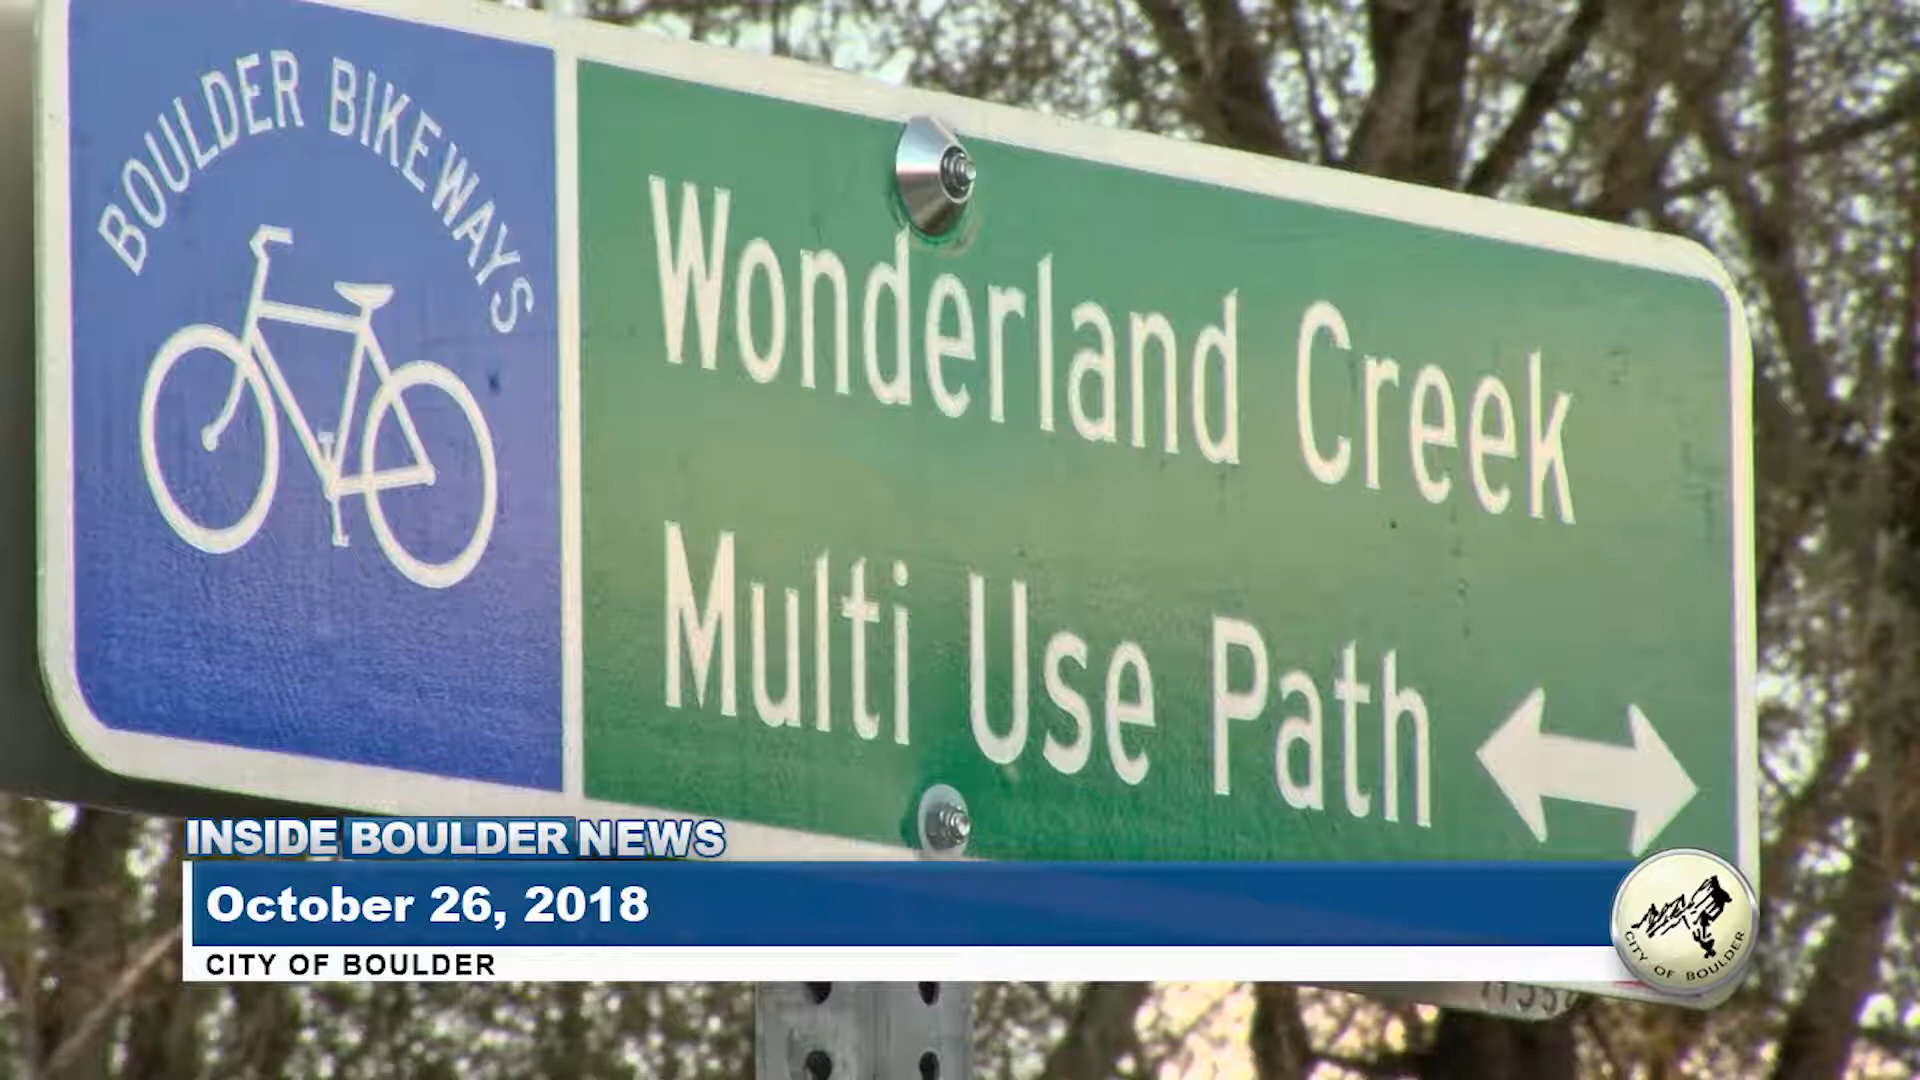 BOULDER BIKEWAYS
Wonderland Creek
Multi Use Path
INSIDE BOULDER NEWS
October 26, 2018
CITY OF BOULDER
CITY OF BOULDER